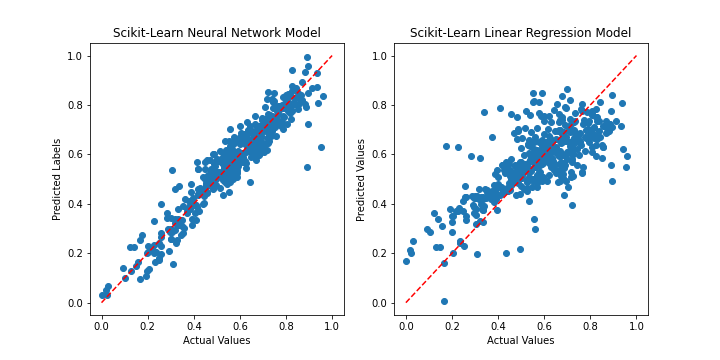 Scikit-Learn Neural Network Model
1.0
0.8
0.6
0.4
0.2
0.0
Predicted Labels
0.0 0.2 0.4 0.6 0.8 1.0
Actual Values
Scikit-Learn Linear Regression Model
1.0
0.8
0.6
0.4
0.2
0.0
Predicted Values
0.0 0.2 0.4 0.6 0.8 1.0
Actual Values